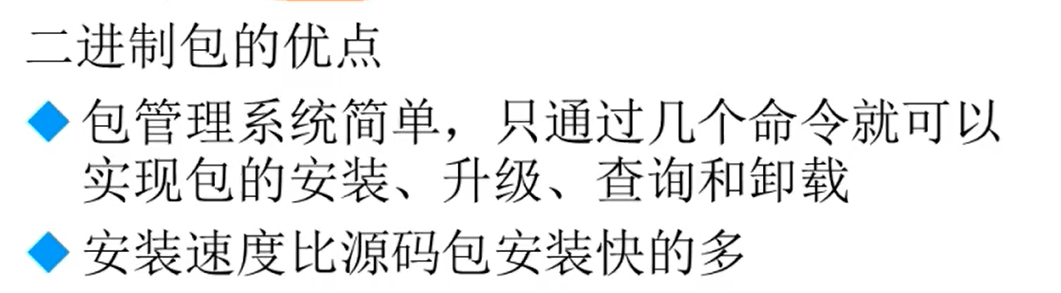 二进制包的优点
包管理系统简单，只通过几个命令就可以
实现包的安装、升级、查询和卸载
安装速度比源码包安装快的多